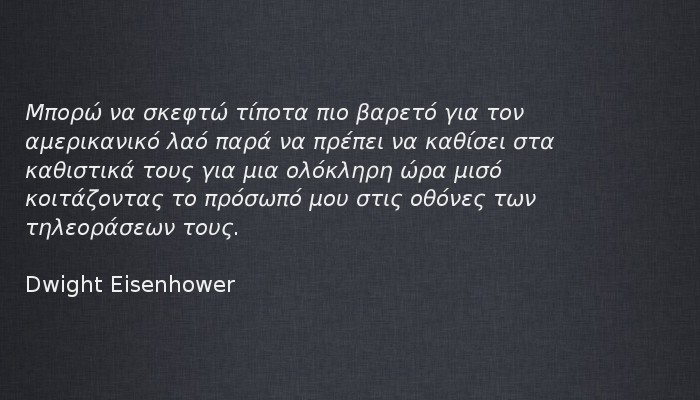 Μπορώ να σκεφτώ τίποτα πιο βαρετό για τον
αμερικανικό λαό παρά να πρέπει να καθίσει στα
καθιστικά τους για μια ολόκληρη ώρα μισό
κοιτάζοντας το πρόσωπό μου στις οθόνες των
τηλεοράσεων τους.
Dwight Eisenhower